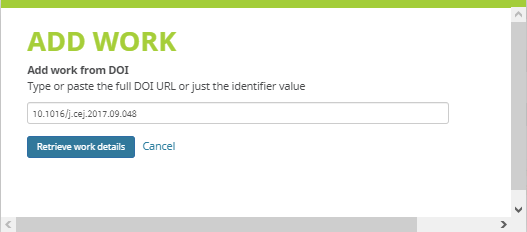 ADD WORK
Add work from DOI
Type or paste the full DOI URL or just the identifier value
10.1016/j.cej.2017.09.048
Retrieve work details Cancel